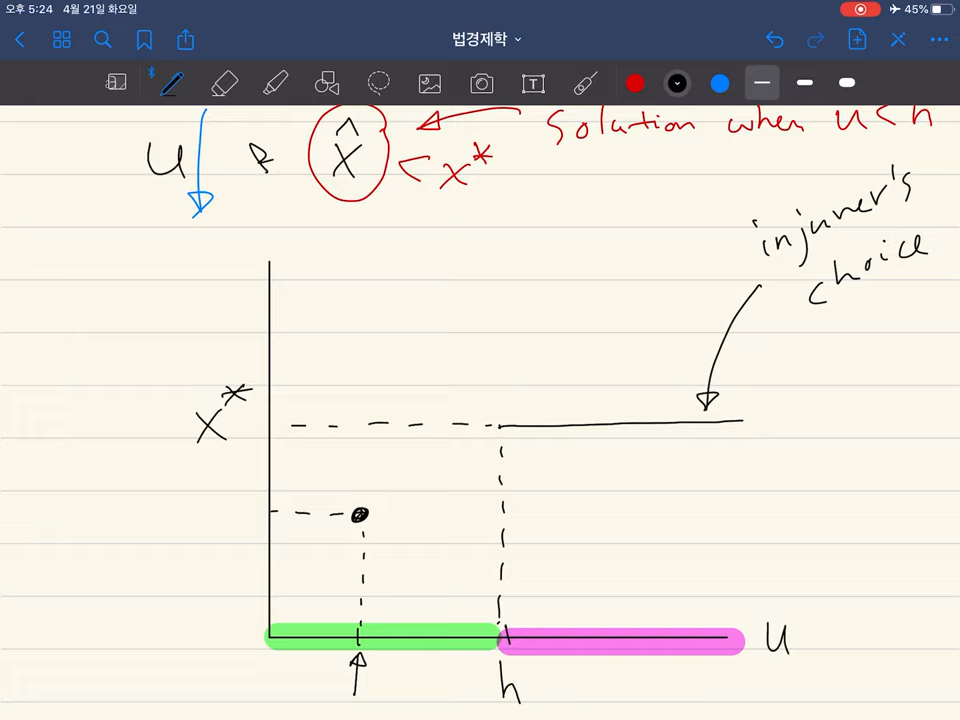 오후 5:24 4월 21일 화요일
45%
법경제학
T
solution when u < h
u & x̂ < x*
injurer's
choice
x*
u
h